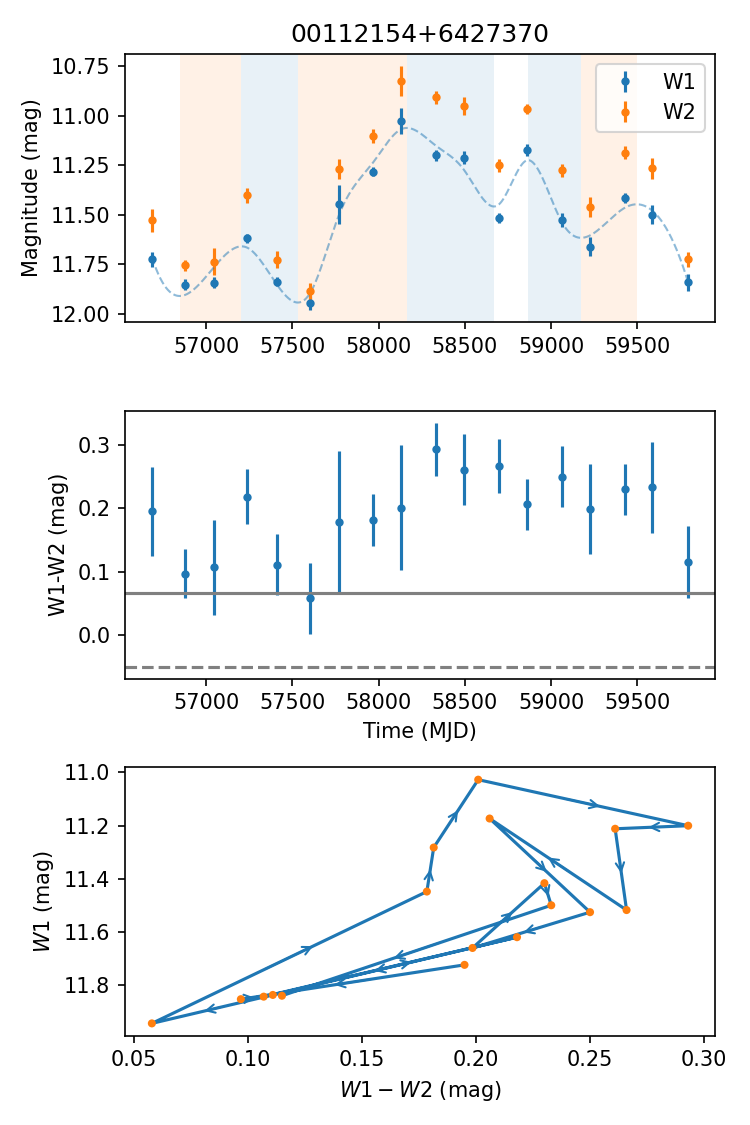 00112154+6427370
Magnitude (mag)
10.75
11.00
11.25
11.50
11.75
12.00
W1
W2
57000 57500 58000 58500 59000 59500
W1-W2 (mag)
0.3
0.2
0.1
0.0
57000 57500 58000 58500 59000 59500
Time (MJD)
W1 (mag)
11.0
11.2
11.4
11.6
11.8
0.05 0.10 0.15 0.20 0.25 0.30
W1 − W2 (mag)